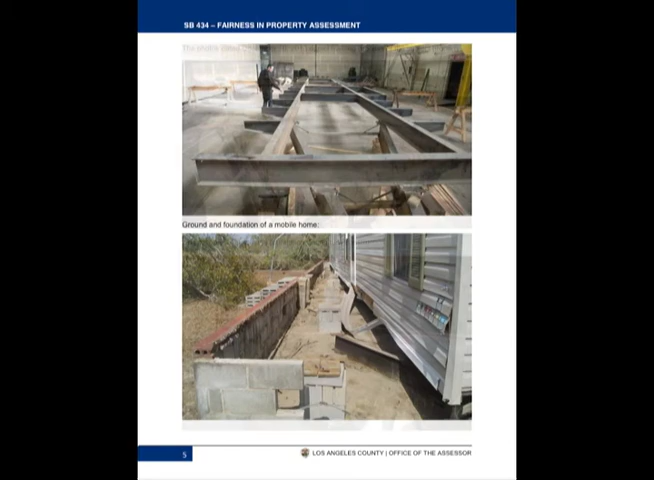 SB 434 – FAIRNESS IN PROPERTY ASSESSMENT
Ground and foundation of a mobile home:
5
LOS ANGELES COUNTY | OFFICE OF THE ASSESSOR